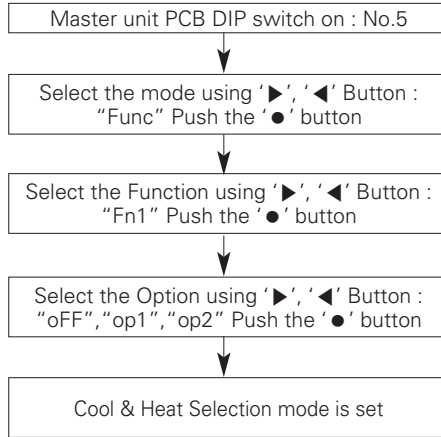 Master unit PCB DIP switch on : No.5
Select the mode using ‘▶’, ‘◀’ Button :
“Func” Push the ‘●’ button
Select the Function using ‘▶’, ‘◀’ Button :
“Fn1” Push the ‘●’ button
Select the Option using ‘▶’, ‘◀’ Button :
“oFF”,“op1”,“op2” Push the ‘●’ button
Cool & Heat Selection mode is set